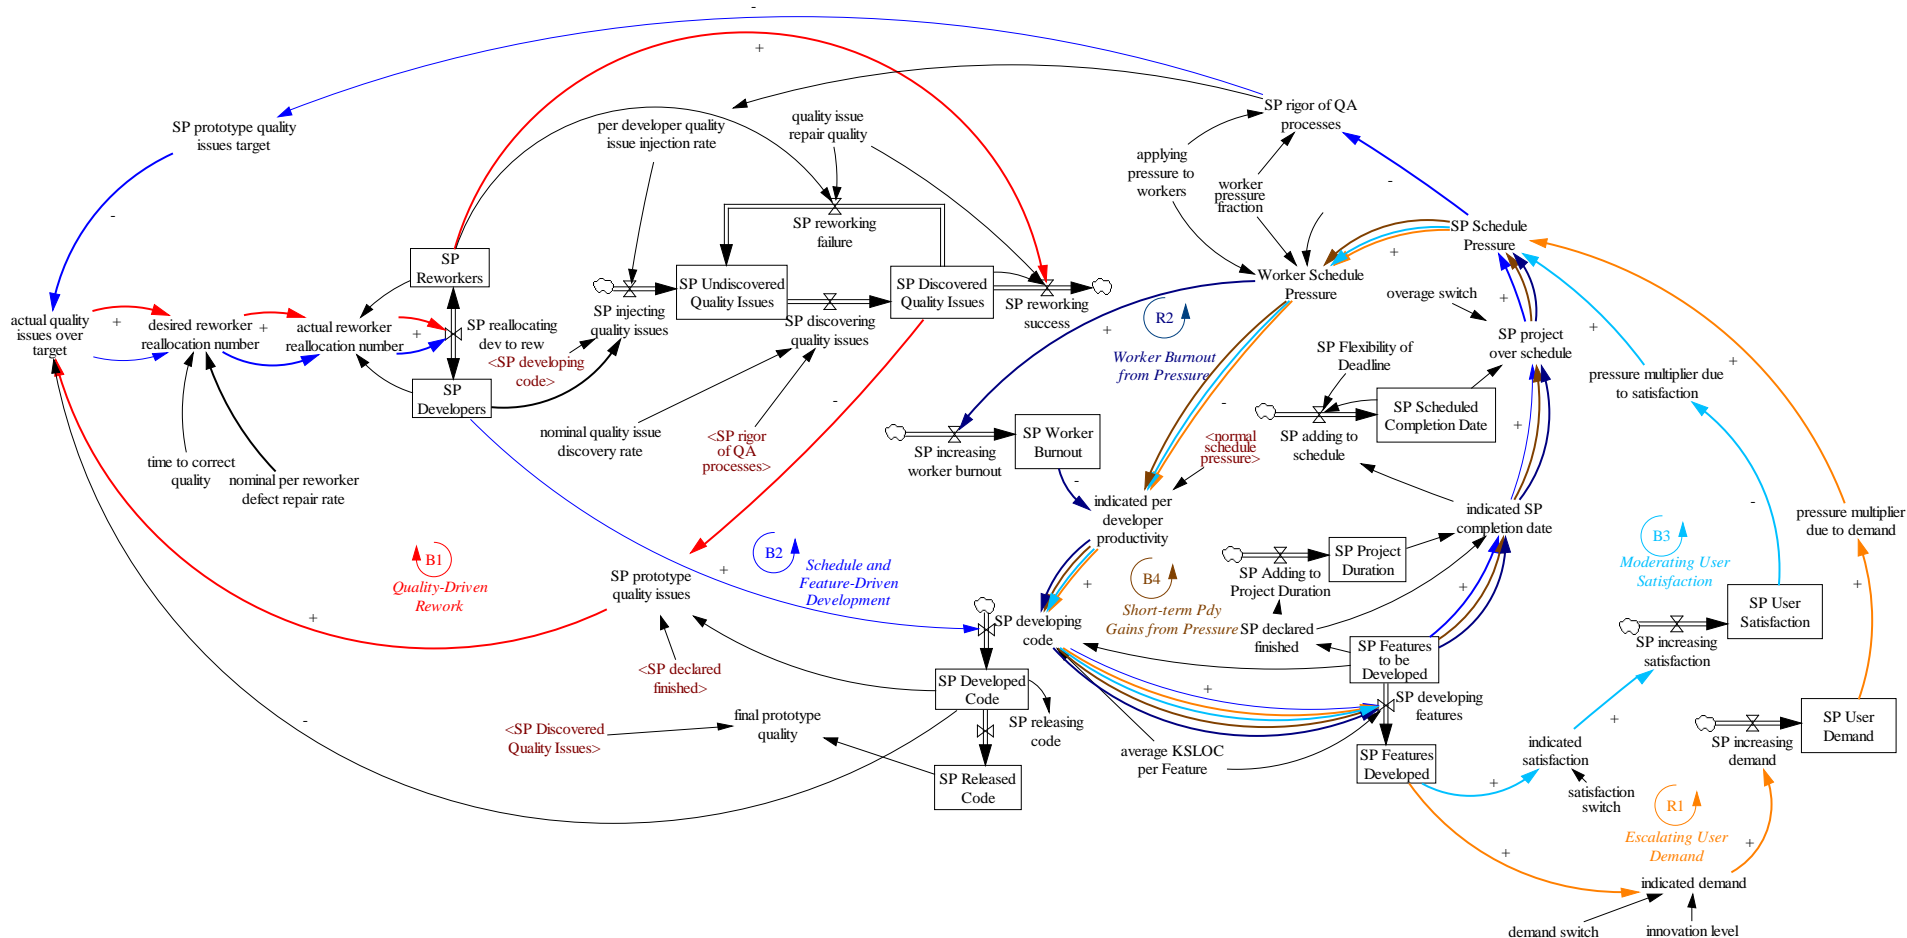 -
+
SP rigor of QA
processes
SP prototype quality
issues target
per developer quality
issue injection rate
quality issue
repair quality
applying
pressure to
workers
worker
pressure
fraction
-
-
SP reworking
failure
SP Schedule
Pressure
SP
Reworkers
SP Undiscovered
Quality Issues
SP Discovered
Quality Issues
Worker Schedule
Pressure
+
overage switch
+
SP injecting
quality issues
SP discovering
quality issues
SP reworking
success
R2
Worker Burnout
from Pressure
+
actual quality
issues over
target
+
desired reworker
reallocation number
+
actual reworker
reallocation number
+
SP reallocating
dev to rew
<SP developing
code>
SP
Developers
SP project
over schedule
+
+
SP Flexibility of
Deadline
pressure multiplier due
to satisfaction
-
-
nominal quality issue
discovery rate
<SP rigor
of QA
processes>
SP increasing
worker burnout
SP Worker
Burnout
<normal
schedule
pressure>
SP adding to
schedule
SP Scheduled
Completion Date
+
time to correct
quality
nominal per reworker
defect repair rate
-
indicated per
developer
productivity
indicated SP
completion date
-
pressure multiplier
due to demand
B1
Quality-Driven
Rework
B2
Schedule and
Feature-Driven
Development
+
SP prototype
quality issues
+
B4
Short-term Pdy
Gains from Pressure
+
SP Adding to
Project Duration
SP Project
Duration
+
B3
Moderating User
Satisfaction
+
SP developing
code
SP declared
finished
SP Features
to be
Developed
SP User
Satisfaction
SP increasing
satisfaction
+
<SP declared
finished>
SP Developed
Code
SP releasing
code
+
SP developing
features
<SP Discovered
Quality Issues>
final prototype
quality
-
average KSLOC
per Feature
SP Features
Developed
indicated
satisfaction
+
SP increasing
demand
SP User
Demand
SP Released
Code
+
satisfaction
switch
R1
Escalating User
Demand
+
+
indicated demand
demand switch
innovation level